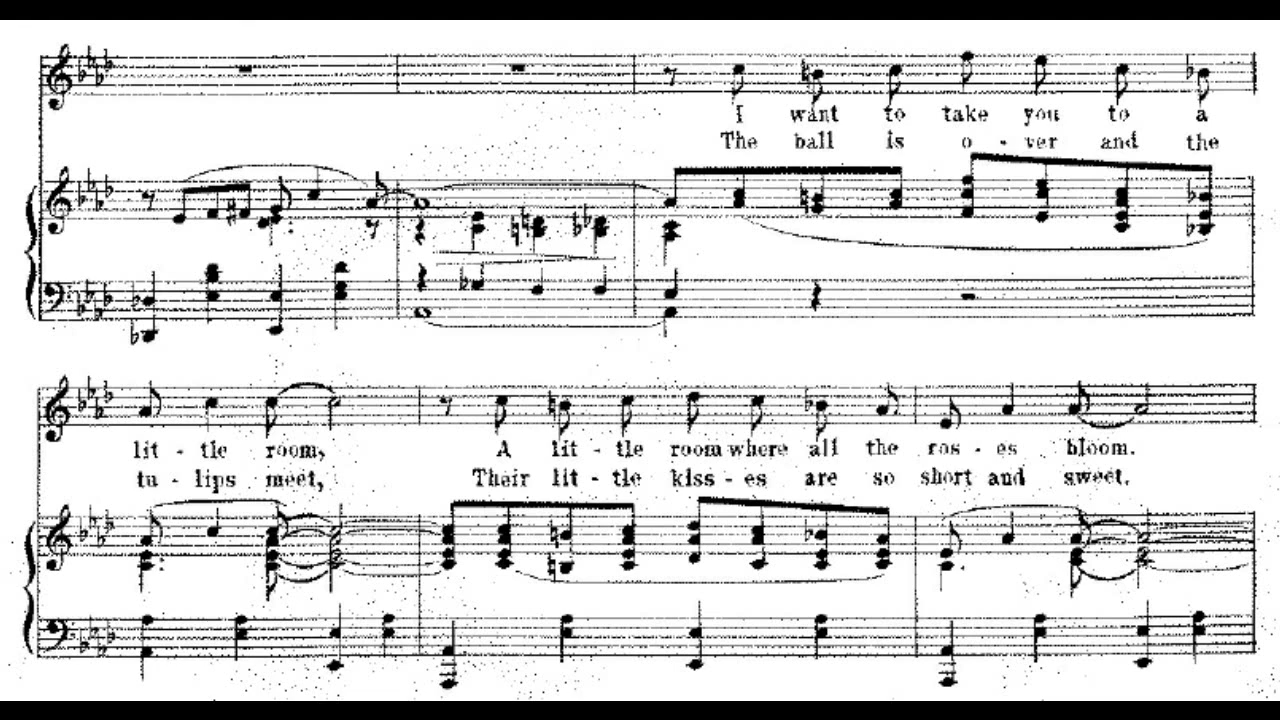 I want to take you to a
The ball is o - ver and the
lit - tle room, A lit - tle room where all the ros - es bloom.
tu - lips meet, Their lit - tle kiss - es are so short and sweet.